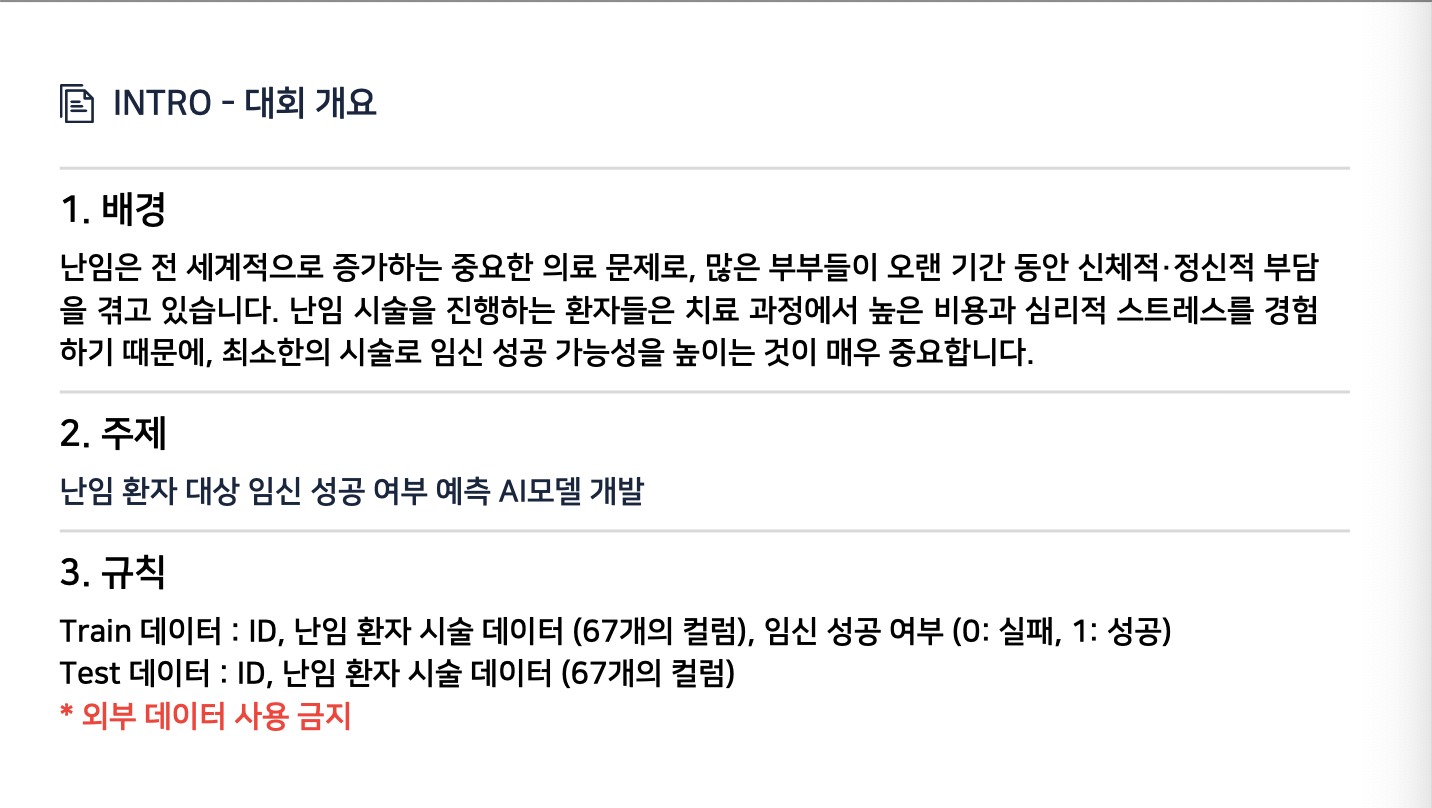 INTRO - 대회 개요
1. 배경
난임은 전 세계적으로 증가하는 중요한 의료 문제로, 많은 부부들이 오랜 기간 동안 신체적·정신적 부담
을 겪고 있습니다. 난임 시술을 진행하는 환자들은 치료 과정에서 높은 비용과 심리적 스트레스를 경험
하기 때문에, 최소한의 시술로 임신 성공 가능성을 높이는 것이 매우 중요합니다.
2. 주제
난임 환자 대상 임신 성공 여부 예측 AI모델 개발
3. 규칙
Train 데이터 : ID, 난임 환자 시술 데이터 (67개의 컬럼), 임신 성공 여부 (0: 실패, 1: 성공)
Test 데이터 : ID, 난임 환자 시술 데이터 (67개의 컬럼)
* 외부 데이터 사용 금지